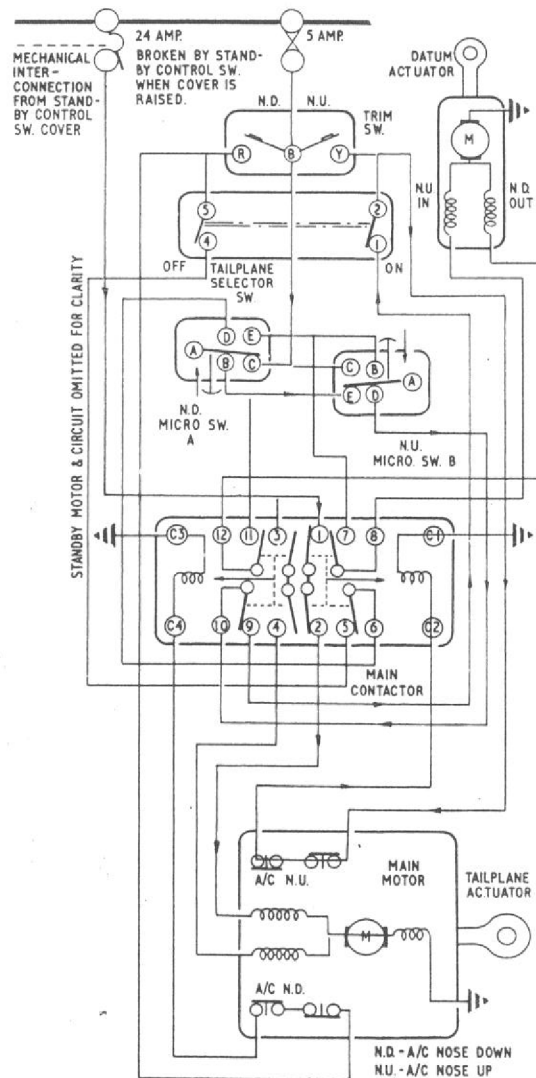 24 AMP.
5 AMP.
MECHANICAL
INTER-
CONNECTION
FROM STAND-
BY CONTROL
SW. COVER
BROKEN BY STAND-
BY CONTROL SW.
WHEN COVER IS
RAISED.
DATUM
ACTUATOR
N.D.
N.U.
TRIM
SW.
R
B
Y
M
N.U
IN
N.D.
OUT
5
2
4
1
OFF
TAILPLANE
SELECTOR
SW.
ON
D
E
A
B
C
C
B
A
E
D
N.D.
MICRO SW.
A
N.U.
MICRO. SW. B
STANDBY MOTOR & CIRCUIT OMITTED FOR CLARITY
C3
12
11
3
1
7
8
C1
C4
10
9
4
2
5
6
C2
MAIN
CONTACTOR
A/C N.U.
MAIN
MOTOR
TAILPLANE
ACTUATOR
M
A/C N.D.
N.D.-A/C NOSE DOWN
N.U.-A/C NOSE UP